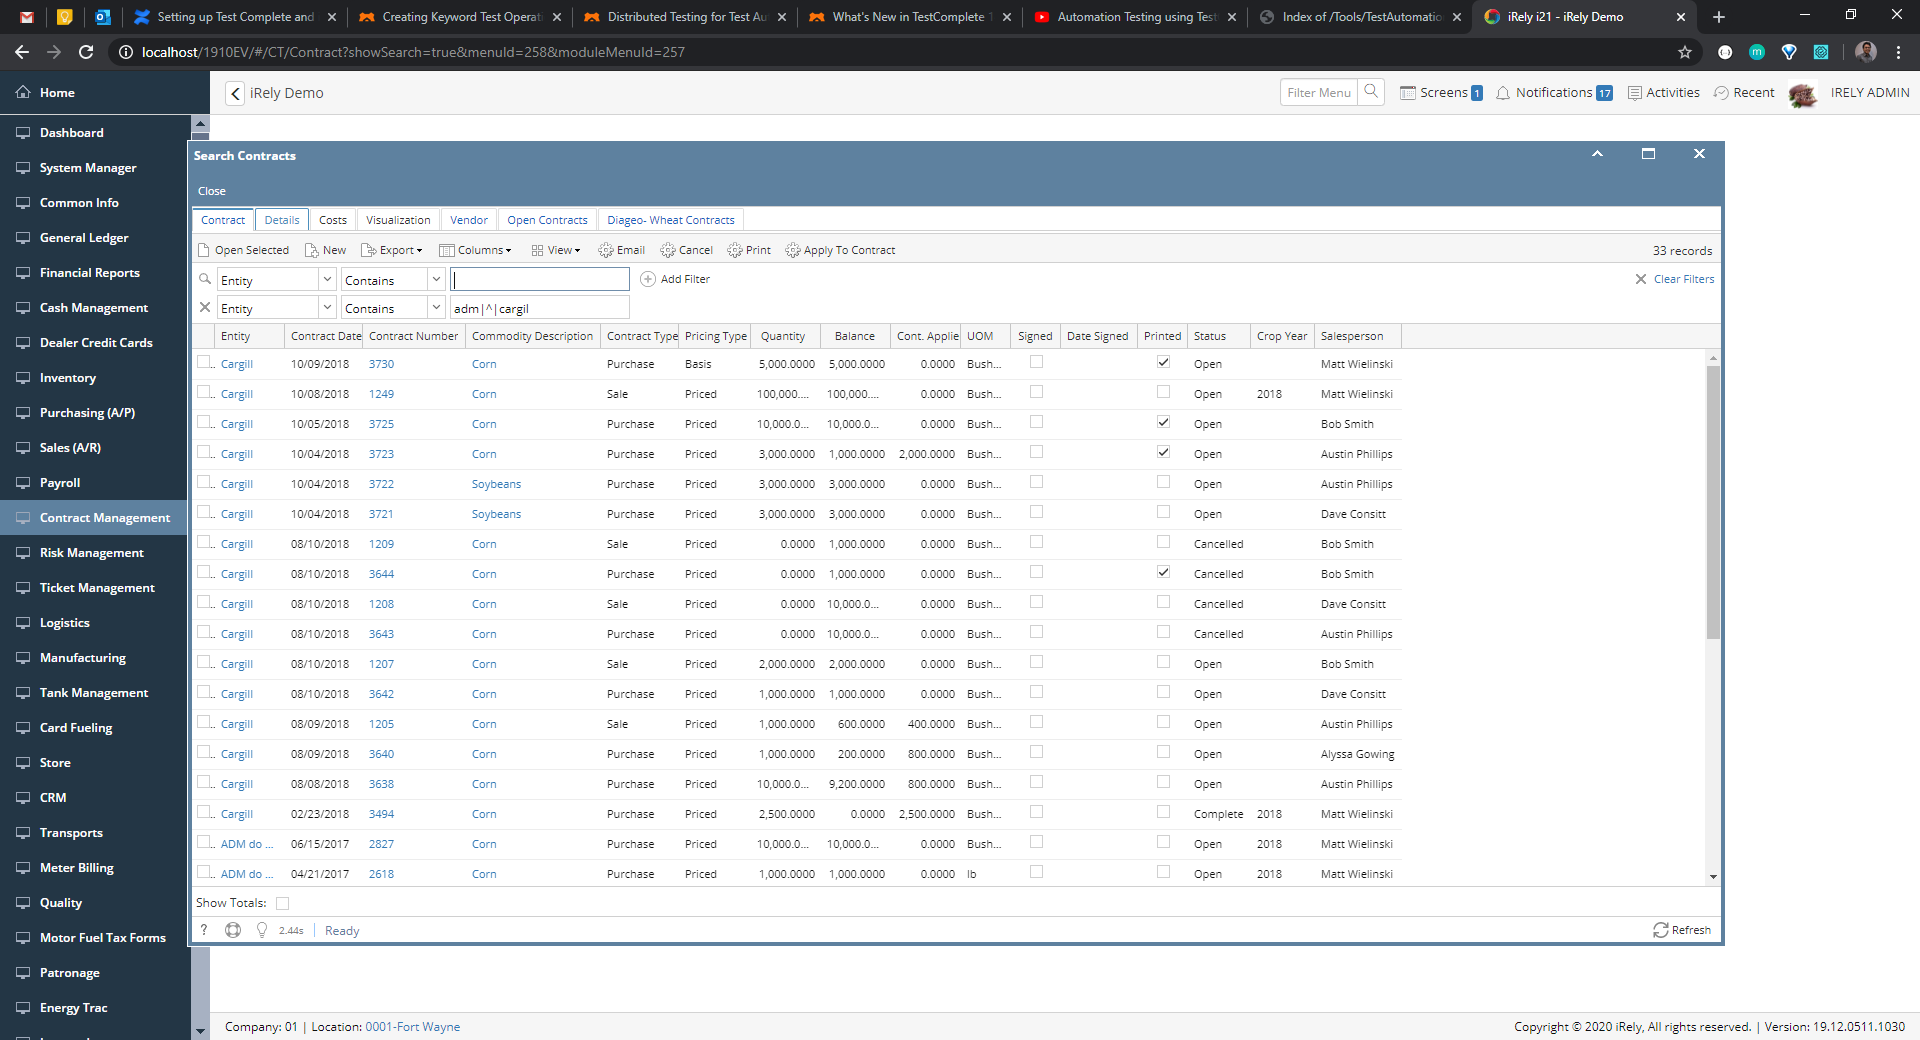 Setting up Test Complete and
Creating Keyword Test Operati
Distributed Testing for Test Au
What's New in TestComplete 1
Automation Testing using Test
Index of /Tools/TestAutomation
iRely i21 - iRely Demo
localhost/1910EV/#/CT/Contract?showSearch=true&menuId=258&moduleMenuId=257
Home
iRely Demo
Filter Menu
Screens 1
Notifications 17
Activities
Recent
IRELY ADMIN
Dashboard
System Manager
Common Info
General Ledger
Financial Reports
Cash Management
Dealer Credit Cards
Inventory
Purchasing (A/P)
Sales (A/R)
Payroll
Contract Management
Risk Management
Ticket Management
Logistics
Manufacturing
Tank Management
Card Fueling
Store
CRM
Transports
Meter Billing
Quality
Motor Fuel Tax Forms
Patronage
Energy Trac
Search Contracts
Close
Contract Details Costs Visualization Vendor Open Contracts Diageo- Wheat Contracts
Open Selected New Export Columns View Email Cancel Print Apply To Contract 33 records
Entity Contains Add Filter Clear Filters
Entity Contains adm|^|cargil
Entity Contract Date Contract Number Commodity Description Contract Type Pricing Type Quantity Balance Cont. Applie UOM Signed Date Signed Printed Status Crop Year Salesperson
Cargill 10/09/2018 3730 Corn Purchase Basis 5,000.0000 5,000.0000 0.0000 Bush... Open Matt Wielinski
Cargill 10/08/2018 1249 Corn Sale Priced 100,000.... 100,000.... 0.0000 Bush... Open 2018 Matt Wielinski
Cargill 10/05/2018 3725 Corn Purchase Priced 10,000.0... 10,000.0... 0.0000 Bush... Open Bob Smith
Cargill 10/04/2018 3723 Corn Purchase Priced 3,000.0000 1,000.0000 2,000.0000 Bush... Open Austin Phillips
Cargill 10/04/2018 3722 Soybeans Purchase Priced 3,000.0000 3,000.0000 0.0000 Bush... Open Austin Phillips
Cargill 10/04/2018 3721 Soybeans Purchase Priced 3,000.0000 3,000.0000 0.0000 Bush... Open Dave Consitt
Cargill 08/10/2018 1209 Corn Sale Priced 0.0000 1,000.0000 0.0000 Bush... Cancelled Bob Smith
Cargill 08/10/2018 3644 Corn Purchase Priced 0.0000 1,000.0000 0.0000 Bush... Cancelled Bob Smith
Cargill 08/10/2018 1208 Corn Sale Priced 0.0000 10,000.0... 0.0000 Bush... Cancelled Dave Consitt
Cargill 08/10/2018 3643 Corn Purchase Priced 0.0000 10,000.0... 0.0000 Bush... Cancelled Austin Phillips
Cargill 08/10/2018 1207 Corn Sale Priced 2,000.0000 2,000.0000 0.0000 Bush... Open Bob Smith
Cargill 08/10/2018 3642 Corn Purchase Priced 1,000.0000 1,000.0000 0.0000 Bush... Open Dave Consitt
Cargill 08/09/2018 1205 Corn Sale Priced 1,000.0000 600.0000 400.0000 Bush... Open Austin Phillips
Cargill 08/09/2018 3640 Corn Purchase Priced 1,000.0000 200.0000 800.0000 Bush... Open Alyssa Gowing
Cargill 08/08/2018 3638 Corn Purchase Priced 10,000.0... 9,200.0000 800.0000 Bush... Open Austin Phillips
Cargill 02/23/2018 3494 Corn Purchase Priced 2,500.0000 0.0000 2,500.0000 Bush... Complete 2018 Matt Wielinski
ADM do ... 06/15/2017 2827 Corn Purchase Priced 10,000.0... 10,000.0... 0.0000 Bush... Open 2018 Matt Wielinski
ADM do ... 04/21/2017 2618 Corn Purchase Priced 1,000.0000 1,000.0000 0.0000 lb Open 2018 Matt Wielinski
Show Totals:
? 2.44s Ready Refresh
Company: 01 | Location: 0001-Fort Wayne
Copyright © 2020 iRely, All rights reserved. | Version: 19.12.0511.1030